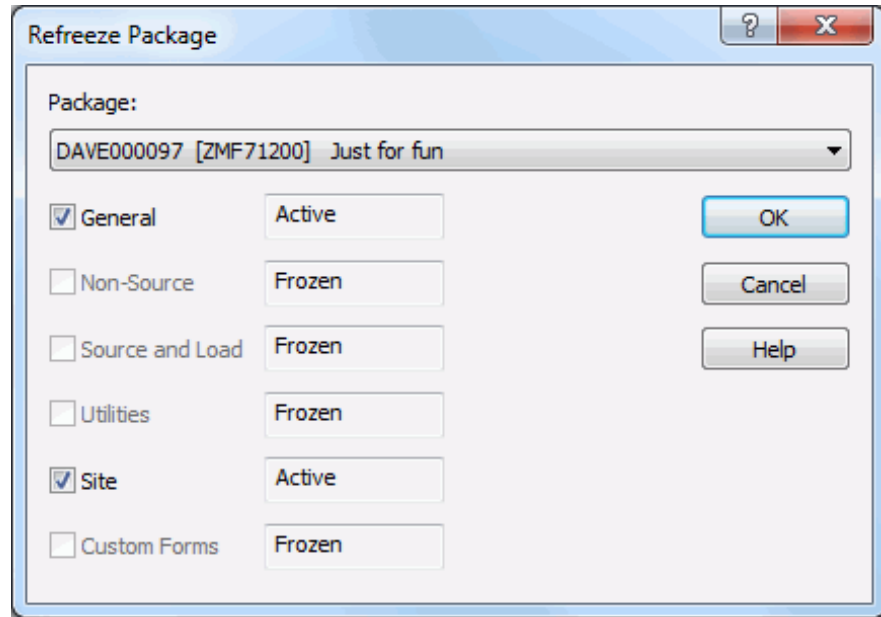 Refreeze Package
Package:
DAVE000097 [ZMF71200] Just for fun
General Active OK
Non-Source Frozen Cancel
Source and Load Frozen Help
Utilities Frozen
Site Active
Custom Forms Frozen